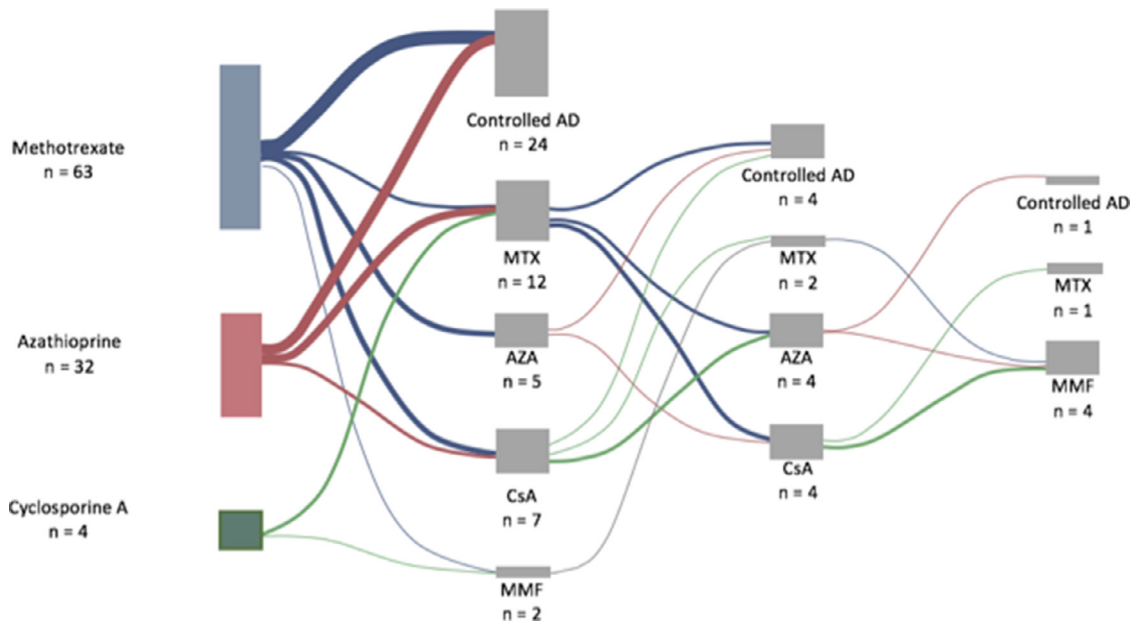 Methotrexate
n = 63
Azathioprine
n = 32
Cyclosporine A
n = 4
Controlled AD
n = 24
MTX
n = 12
AZA
n = 5
CsA
n = 7
MMF
n = 2
Controlled AD
n = 4
MTX
n = 2
AZA
n = 4
CsA
n = 4
Controlled AD
n = 1
MTX
n = 1
MMF
n = 4